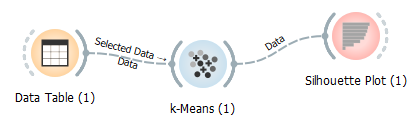 Selected Data → Data
Data
Data Table (1)
k-Means (1)
Silhouette Plot (1)